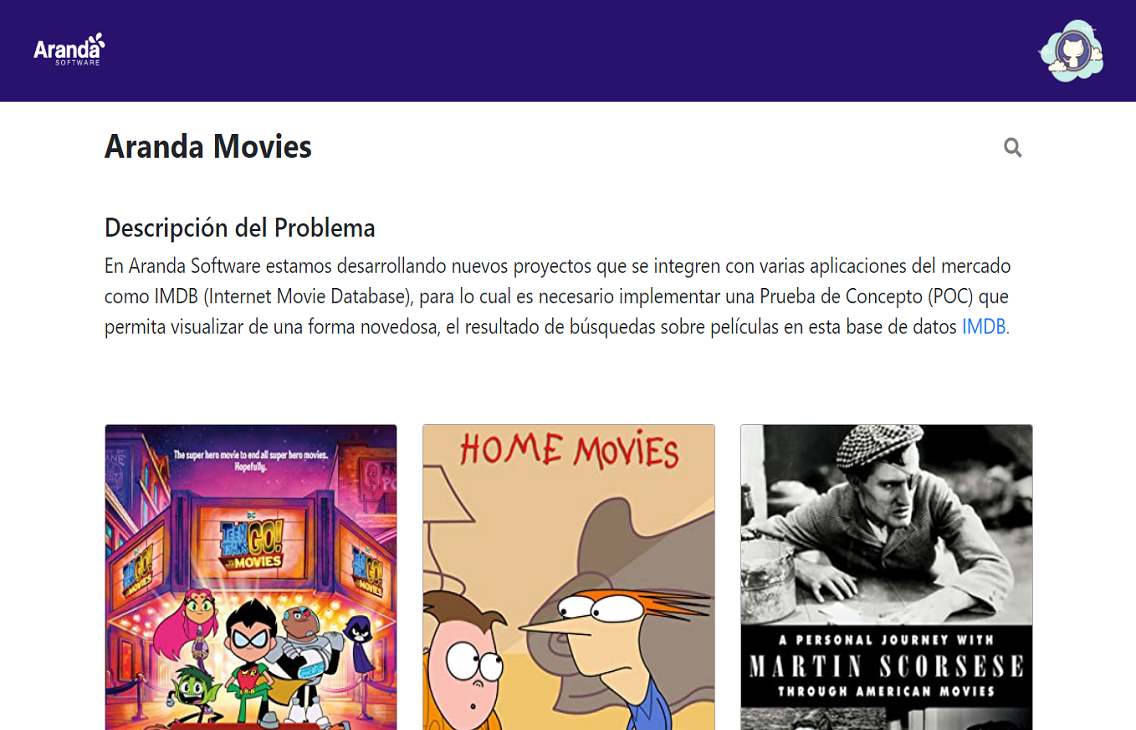 Aranda
SOFTWARE
Aranda Movies
Descripción del Problema
En Aranda Software estamos desarrollando nuevos proyectos que se integren con varias aplicaciones del mercado
como IMDB (Internet Movie Database), para lo cual es necesario implementar una Prueba de Concepto (POC) que
permita visualizar de una forma novedosa, el resultado de búsquedas sobre películas en esta base de datos IMDB.
The super hero movie to end all super hero movies.
Hopefully.
DC
TEEN
TITANS GO!
MOVIES
HOME MOVIES
A PERSONAL JOURNEY WITH
MARTIN SCORSESE
THROUGH AMERICAN MOVIES